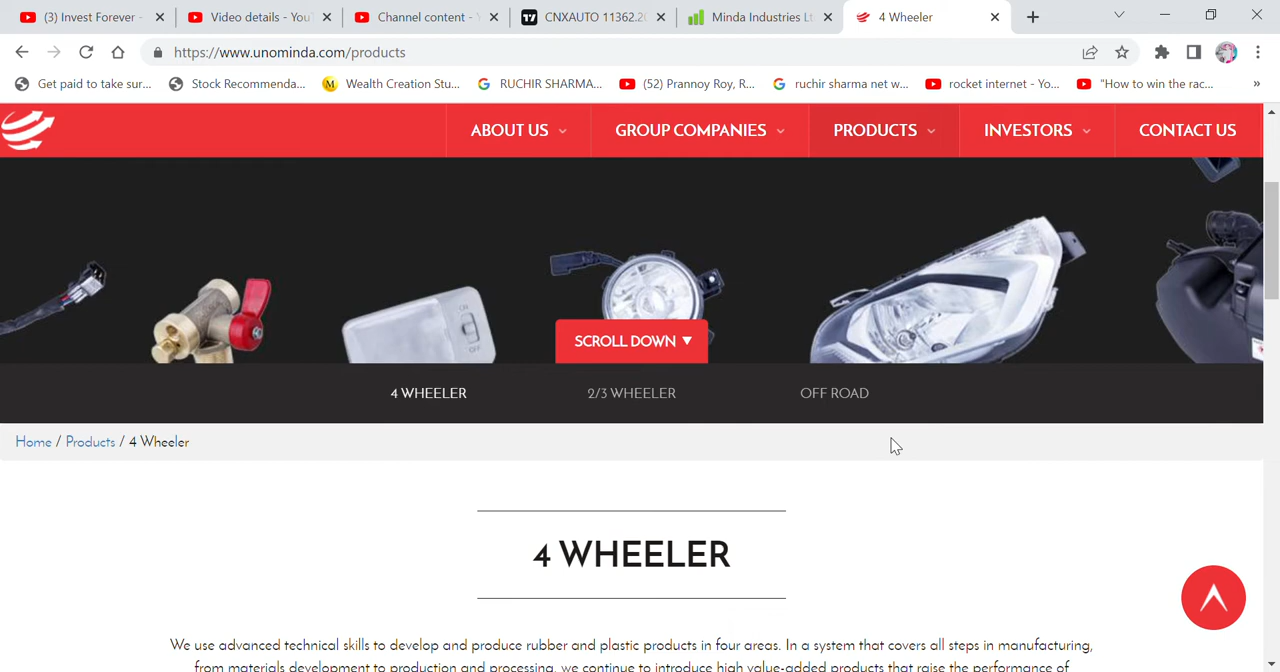 (3) Invest Forever -
Video details - YouT
Channel content - Y
CNXAUTO 11362.20
Minda Industries Lt
4 Wheeler
https://www.unominda.com/products
Get paid to take sur...
Stock Recommenda...
Wealth Creation Stu...
RUCHIR SHARMA...
(52) Prannoy Roy, R...
ruchir sharma net w...
rocket internet - Yo...
"How to win the rac...
ABOUT US
GROUP COMPANIES
PRODUCTS
INVESTORS
CONTACT US
SCROLL DOWN ▼
4 WHEELER
2/3 WHEELER
OFF ROAD
Home / Products / 4 Wheeler
4 WHEELER
We use advanced technical skills to develop and produce rubber and plastic products in four areas. In a system that covers all steps in manufacturing,
from materials development to production and processing, we continue to introduce high value-added products that raise the performance of